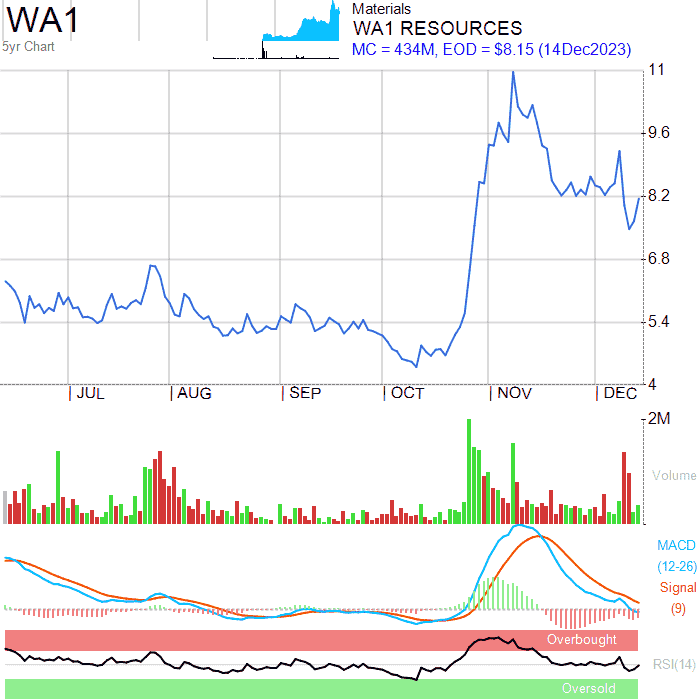 WA1
5yr Chart
Materials
WA1 RESOURCES
MC = 434M, EOD = $8.15 (14Dec2023)
11
9.6
8.2
6.8
5.4
4
JUL AUG SEP OCT NOV DEC
2M
Volume
MACD
(12-26)
Signal
(9)
Overbought
RSI(14)
Oversold